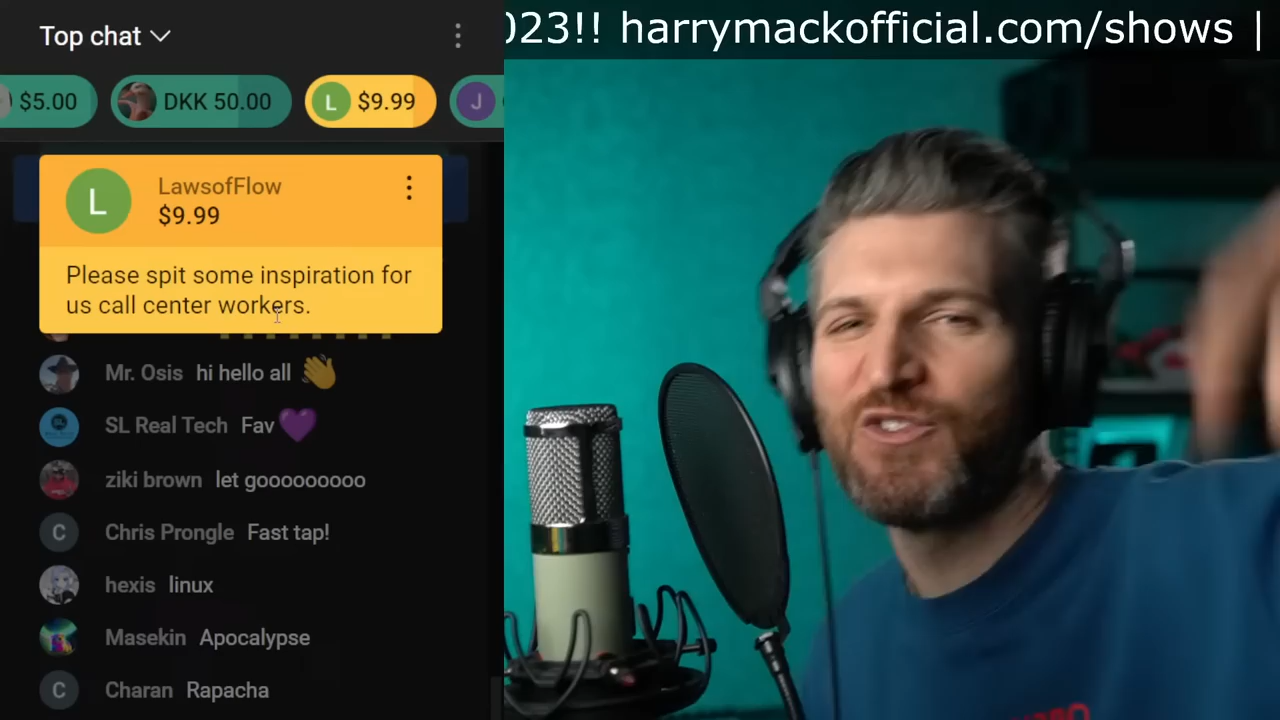 Top chat
023!! harrymackofficial.com/shows |
$5.00
DKK 50.00
L $9.99
J
L
LawsofFlow
$9.99
Please spit some inspiration for
us call center workers.
Mr. Osis hi hello all 👋
SL SL Real Tech Fav 💜
ziki brown let gooooooooo
C Chris Prongle Fast tap!
hexis linux
Masekin Apocalypse
C Charan Rapacha